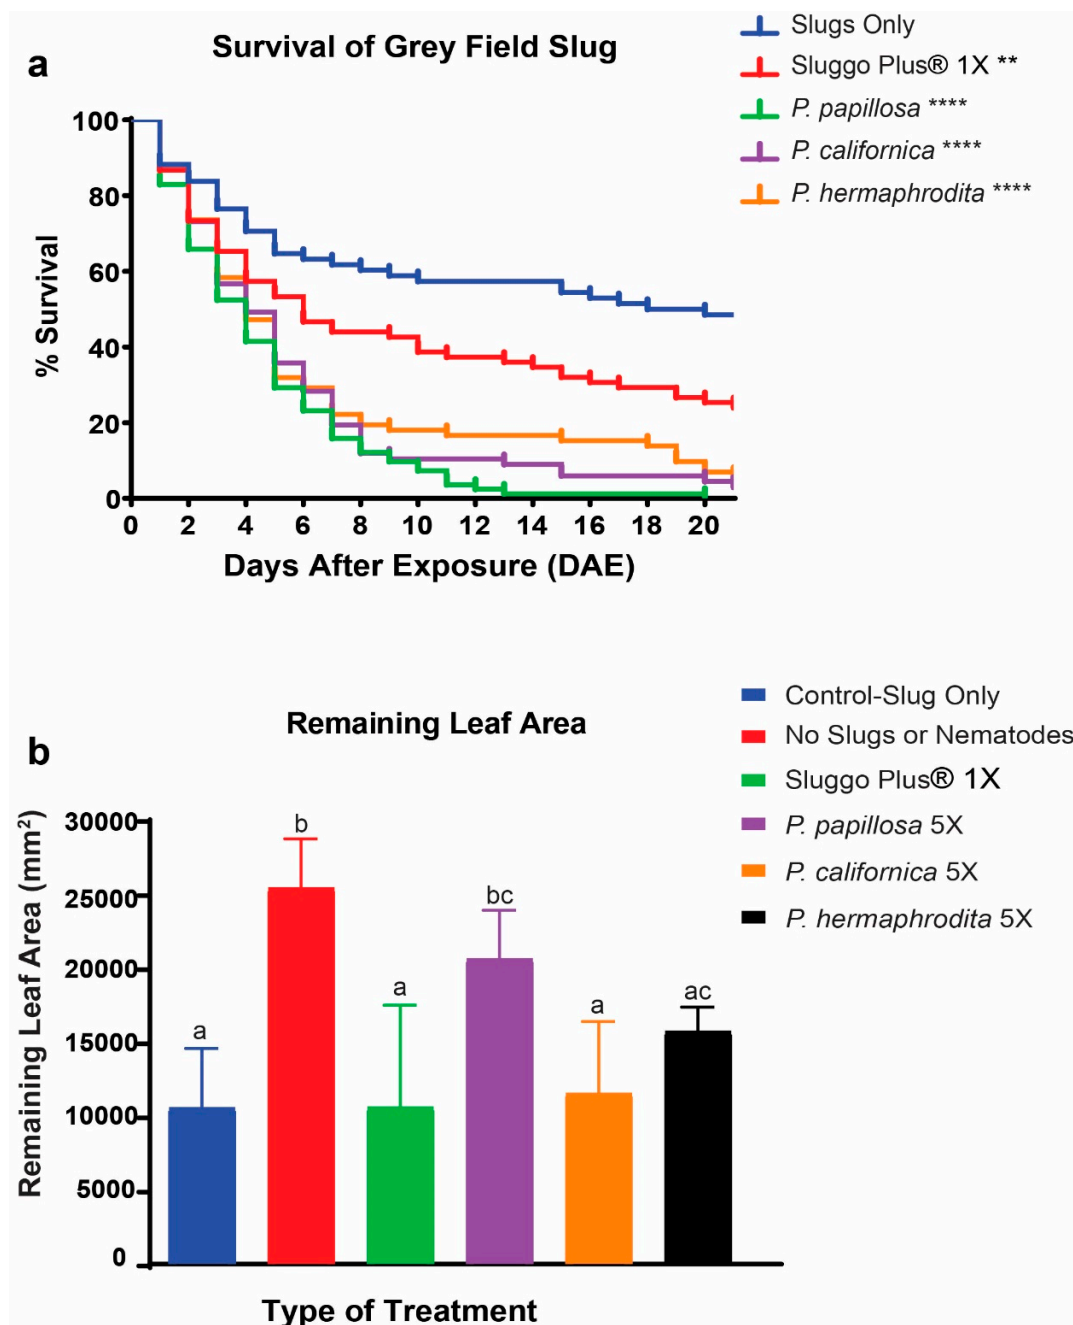 a
Survival of Grey Field Slug
Slugs Only
Sluggo Plus® 1X **
P. papillosa ****
P. californica ****
P. hermaphrodita ****
% Survival
100
80
60
40
20
0
0 2 4 6 8 10 12 14 16 18 20
Days After Exposure (DAE)
b
Remaining Leaf Area
Control-Slug Only
No Slugs or Nematodes
Sluggo Plus® 1X
P. papillosa 5X
P. californica 5X
P. hermaphrodita 5X
Remaining Leaf Area (mm²)
30000
25000
20000
15000
10000
5000
0
a b a bc a ac
Type of Treatment